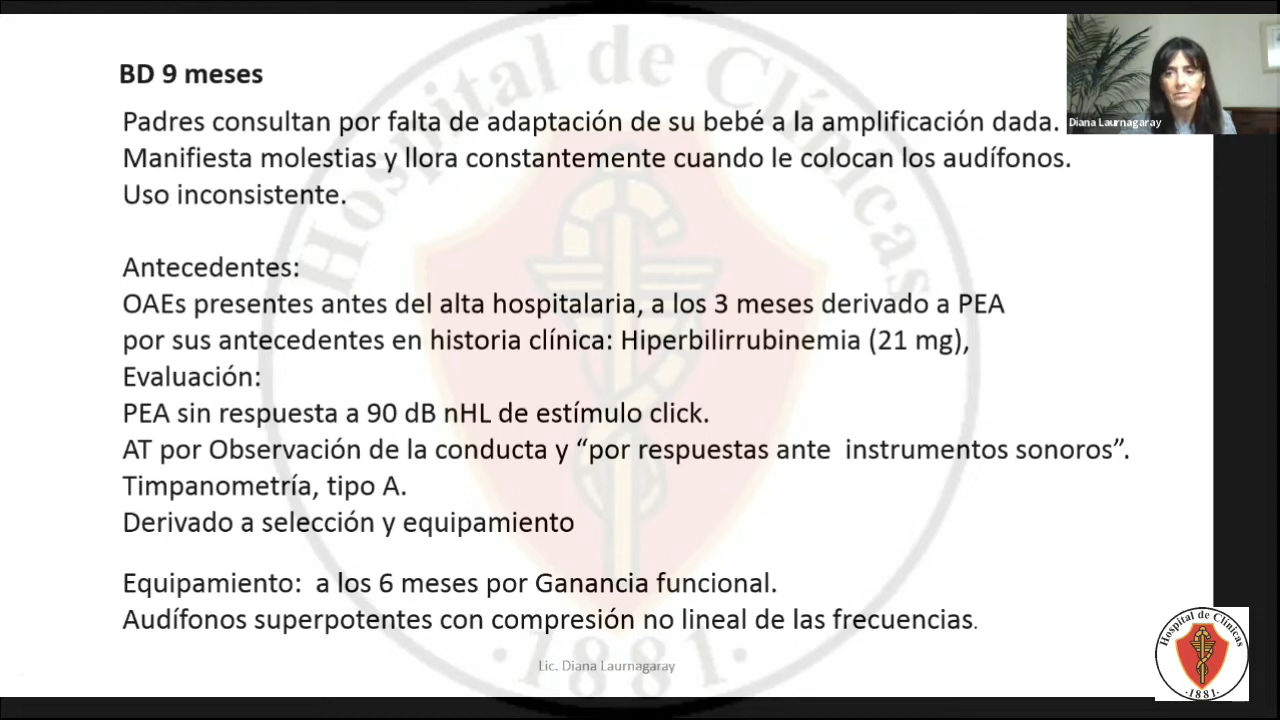 BD 9 meses
Padres consultan por falta de adaptación de su bebé a la amplificación dada.
Manifiesta molestias y llora constantemente cuando le colocan los audífonos.
Uso inconsistente.
Antecedentes:
OAEs presentes antes del alta hospitalaria, a los 3 meses derivado a PEA
por sus antecedentes en historia clínica: Hiperbilirrubinemia (21 mg),
Evaluación:
PEA sin respuesta a 90 dB nHL de estímulo click.
AT por Observación de la conducta y “por respuestas ante  instrumentos sonoros”.
Timpanometría, tipo A.
Derivado a selección y equipamiento
Equipamiento:  a los 6 meses por Ganancia funcional.
Audífonos superpotentes con compresión no lineal de las frecuencias.
Lic. Diana Laurnagaray
Diana Laurnagaray
Hospital de Clínicas
·1881·
Hospital de Clínicas
·1881·